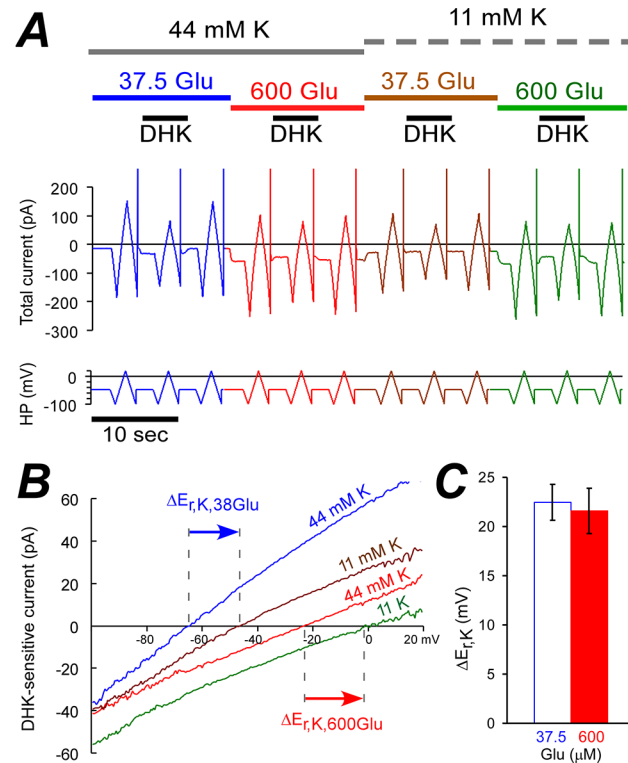 A
44 mM K
11 mM K
37.5 Glu
600 Glu
37.5 Glu
600 Glu
DHK
DHK
DHK
DHK
Total current (pA)
200
100
0
-100
-200
-300
HP (mV)
0
-100
10 sec
B
DHK-sensitive current (pA)
60
40
20
0
-20
-40
-60
-80
-60
-40
-20
0
20 mV
ΔEr,K,38Glu
44 mM K
11 mM K
44 mM K
11 K
ΔEr,K,600Glu
C
ΔEr,K (mV)
25
22
15
10
5
0
37.5
600
Glu (μM)